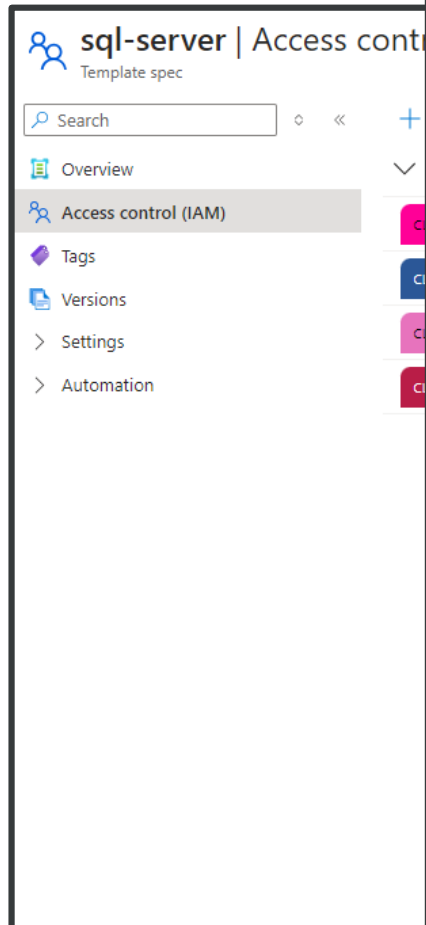 sql-server | Access contr
Template spec
Search
Overview
Access control (IAM)
Tags
Versions
Settings
Automation